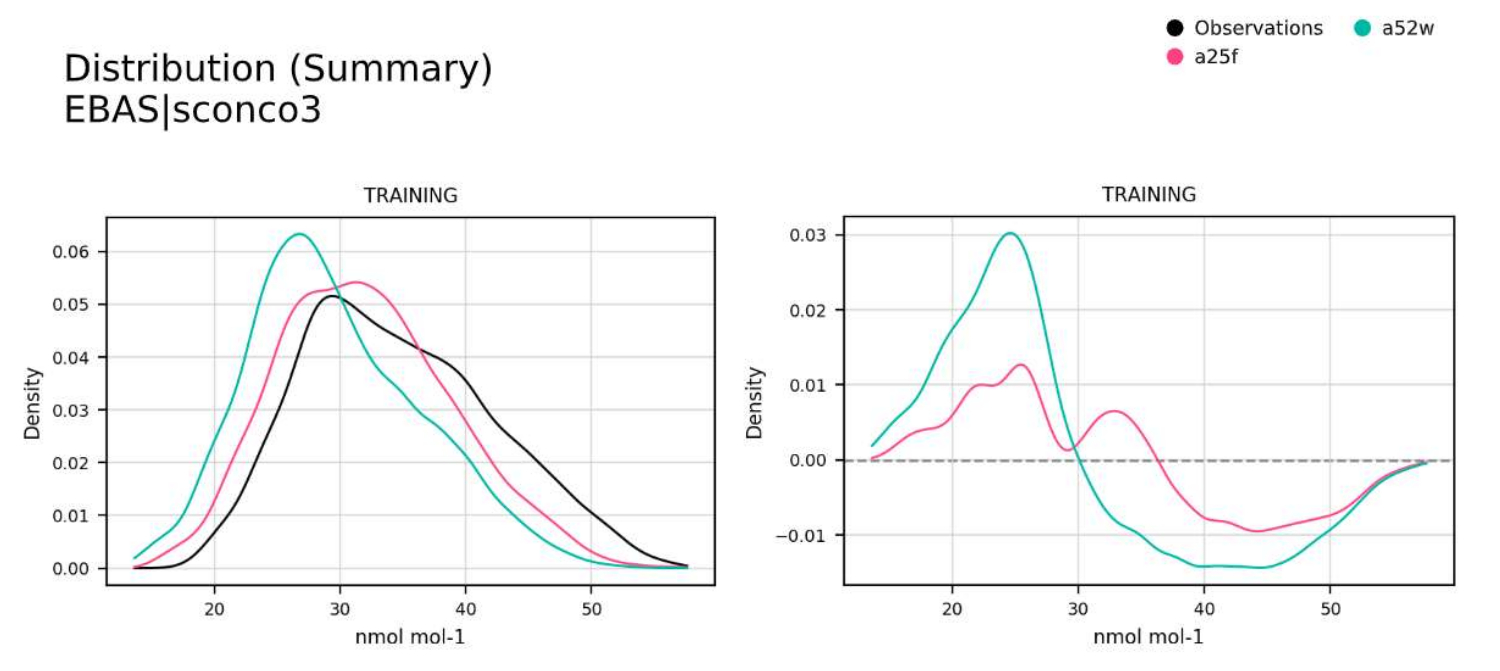 Observations
a52w
a25f
Distribution (Summary)
EBAS|sconco3
TRAINING
Density
0.06
0.05
0.04
0.03
0.02
0.01
0.00
20
30
40
50
nmol mol-1
TRAINING
Density
0.03
0.02
0.01
0.00
−0.01
20
30
40
50
nmol mol-1